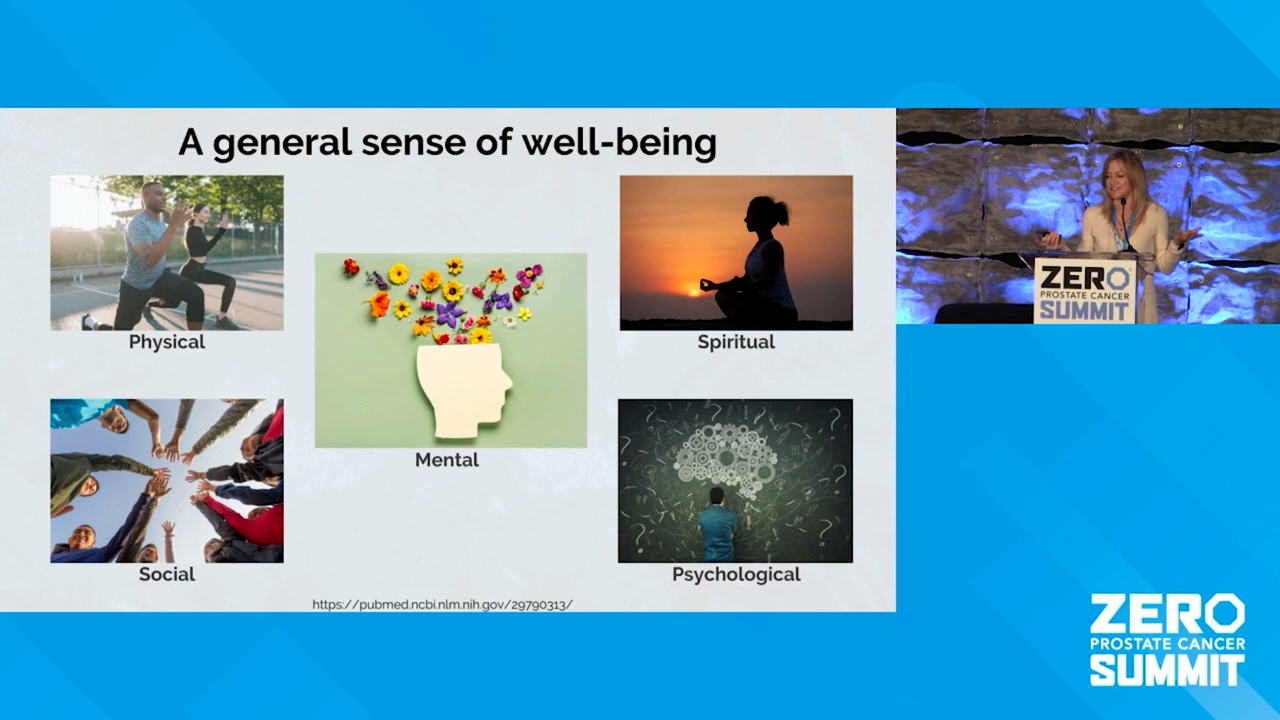 A general sense of well-being
Physical
Spiritual
Mental
Social
Psychological
https://pubmed.ncbi.nlm.nih.gov/29790313/
ZERO
PROSTATE CANCER
SUMMIT
ZERO
PROSTATE CANCER
SUMMIT